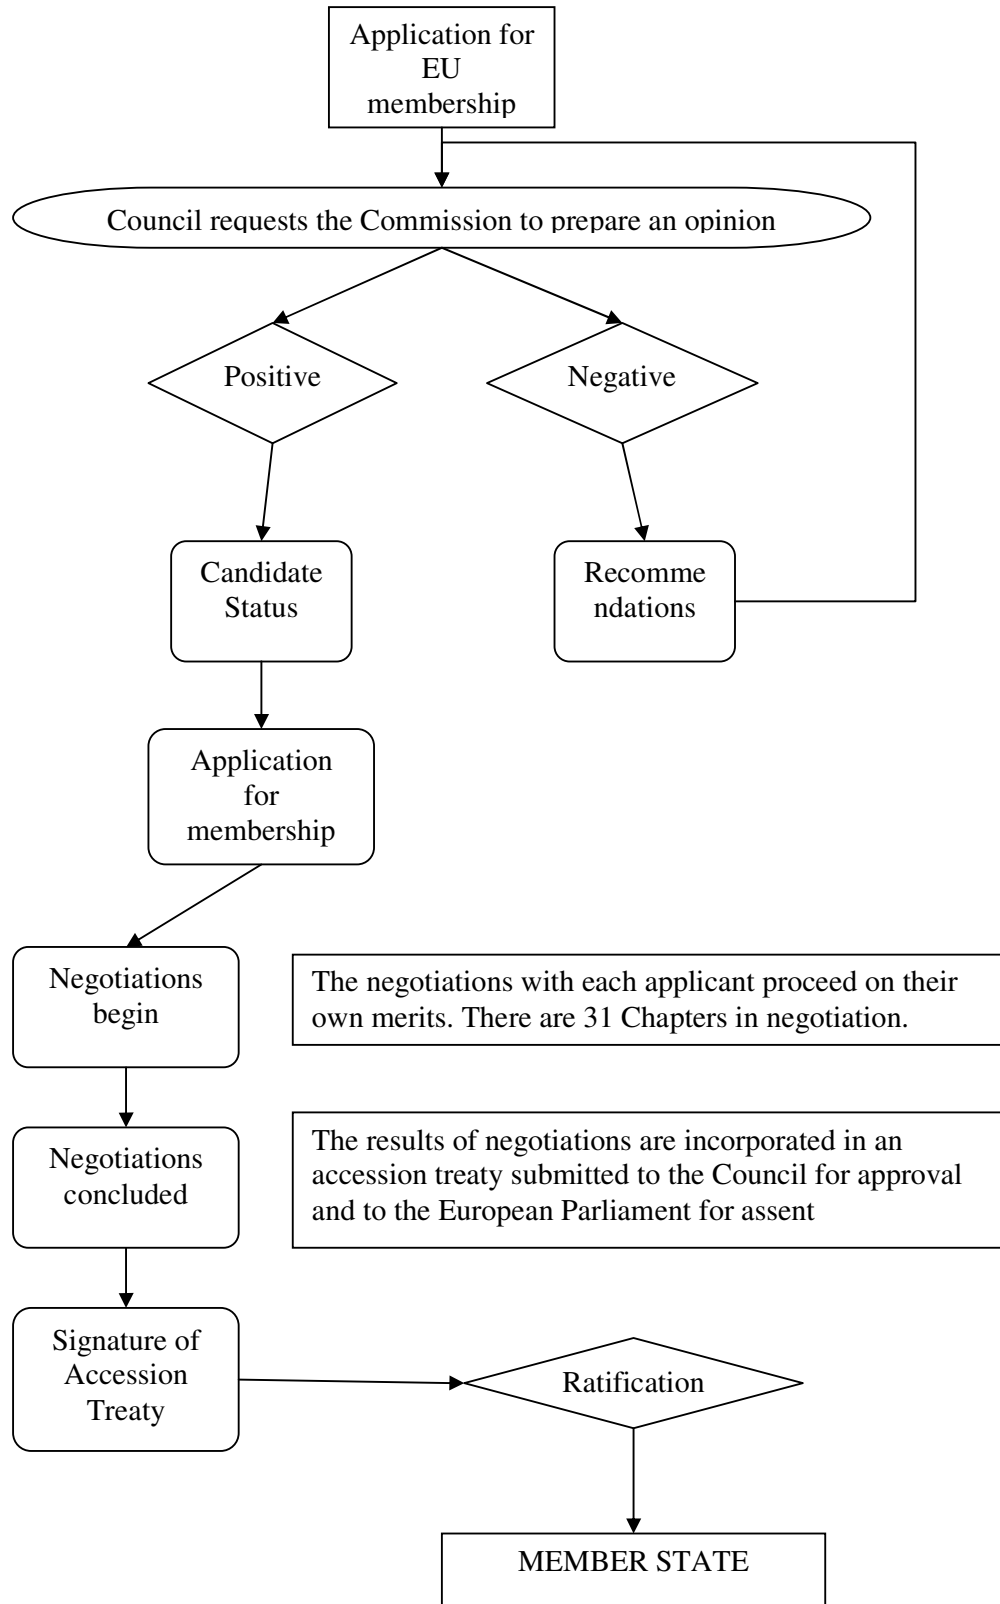 Application for
EU
membership
Council requests the Commission to prepare an opinion
Positive
Negative
Candidate
Status
Recomme
ndations
Application
for
membership
Negotiations
begin
The negotiations with each applicant proceed on their
own merits. There are 31 Chapters in negotiation.
Negotiations
concluded
The results of negotiations are incorporated in an
accession treaty submitted to the Council for approval
and to the European Parliament for assent
Signature of
Accession
Treaty
Ratification
MEMBER STATE